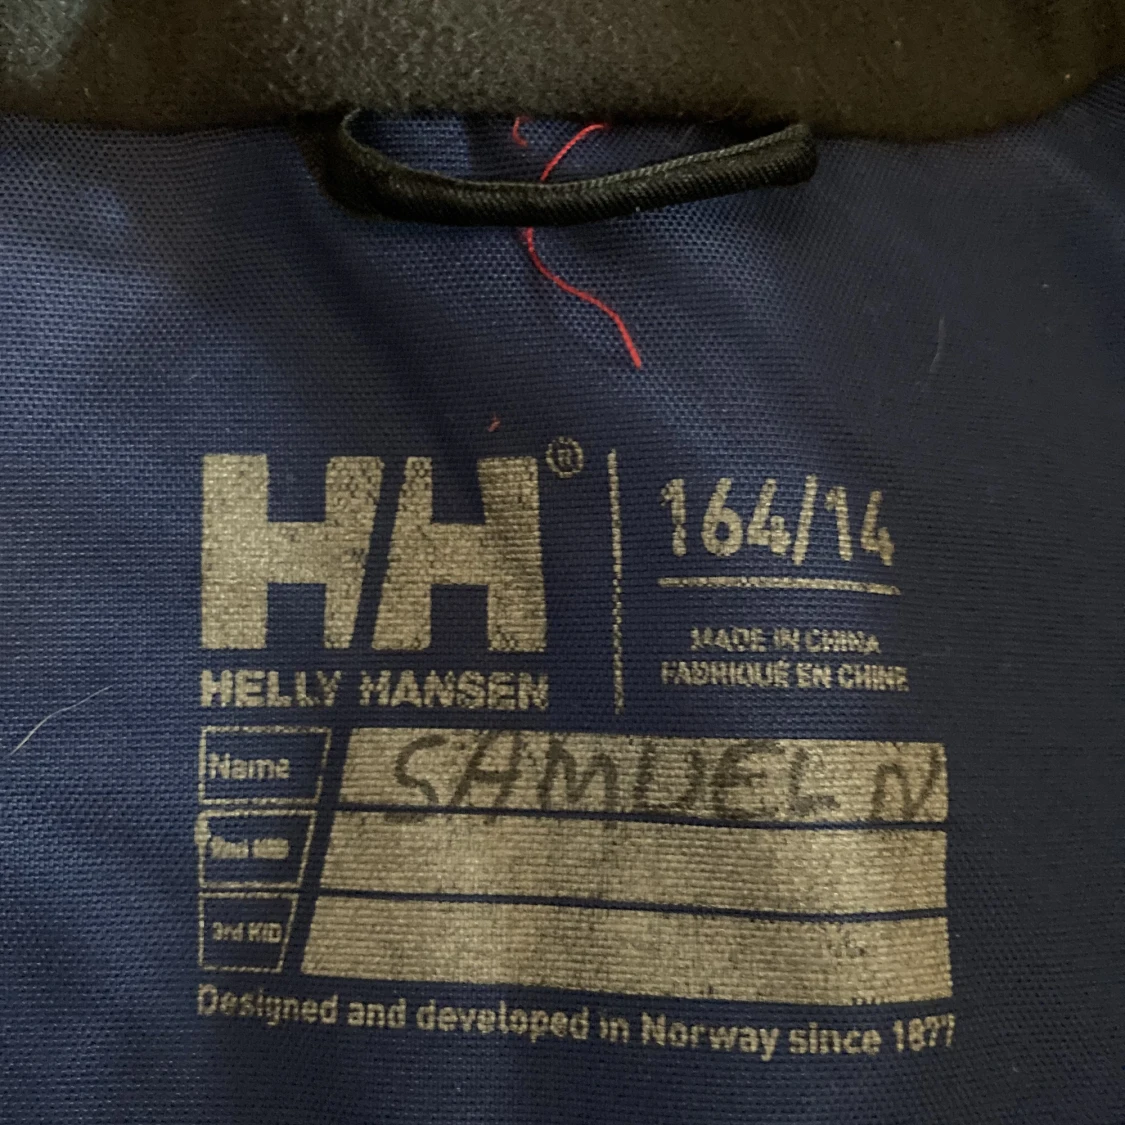 HH®
HELLY HANSEN
164/14
MADE IN CHINA
FABRIQUÉ EN CHINE
Name SAMUEL N
3rd KID
Designed and developed in Norway since 1877